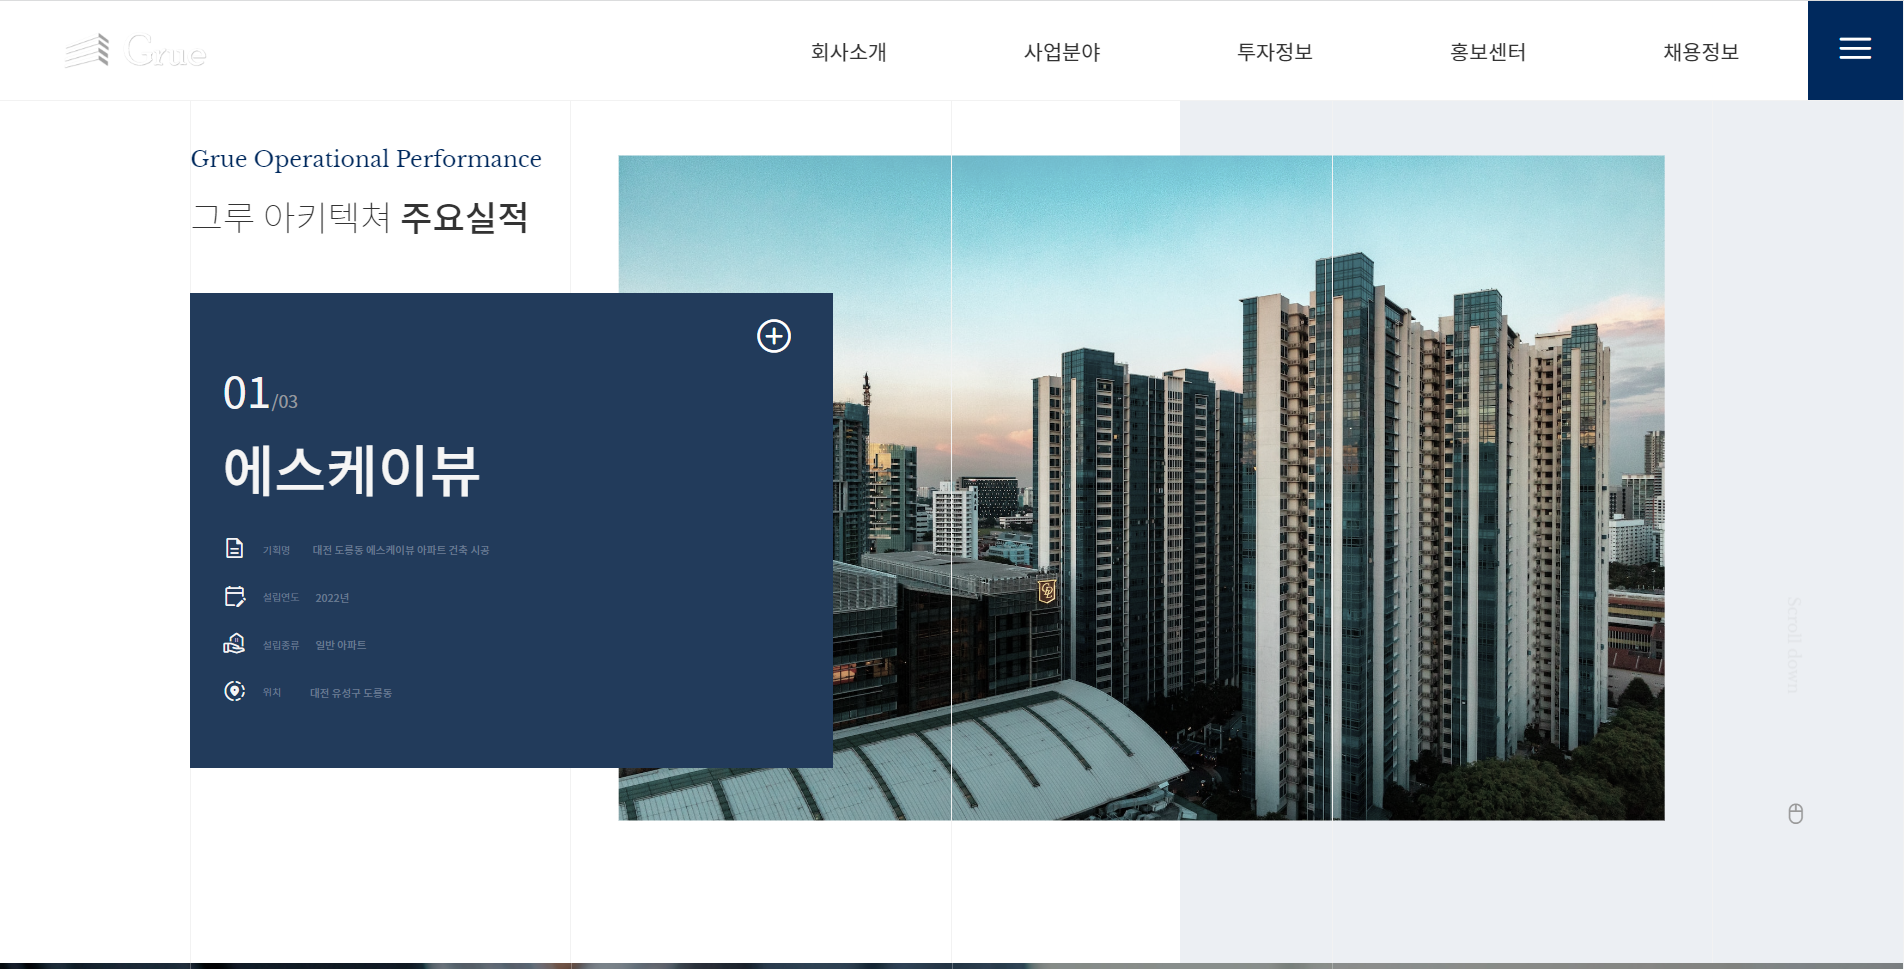 Grue
회사소개 사업분야 투자정보 홍보센터 채용정보
Grue Operational Performance
그루 아키텍쳐 주요실적
01/03
에스케이뷰
기획명 대전 도룡동 에스케이뷰 아파트 건축 시공
설립연도 2022년
설립종류 일반 아파트
위치 대전 유성구 도룡동
Scroll down